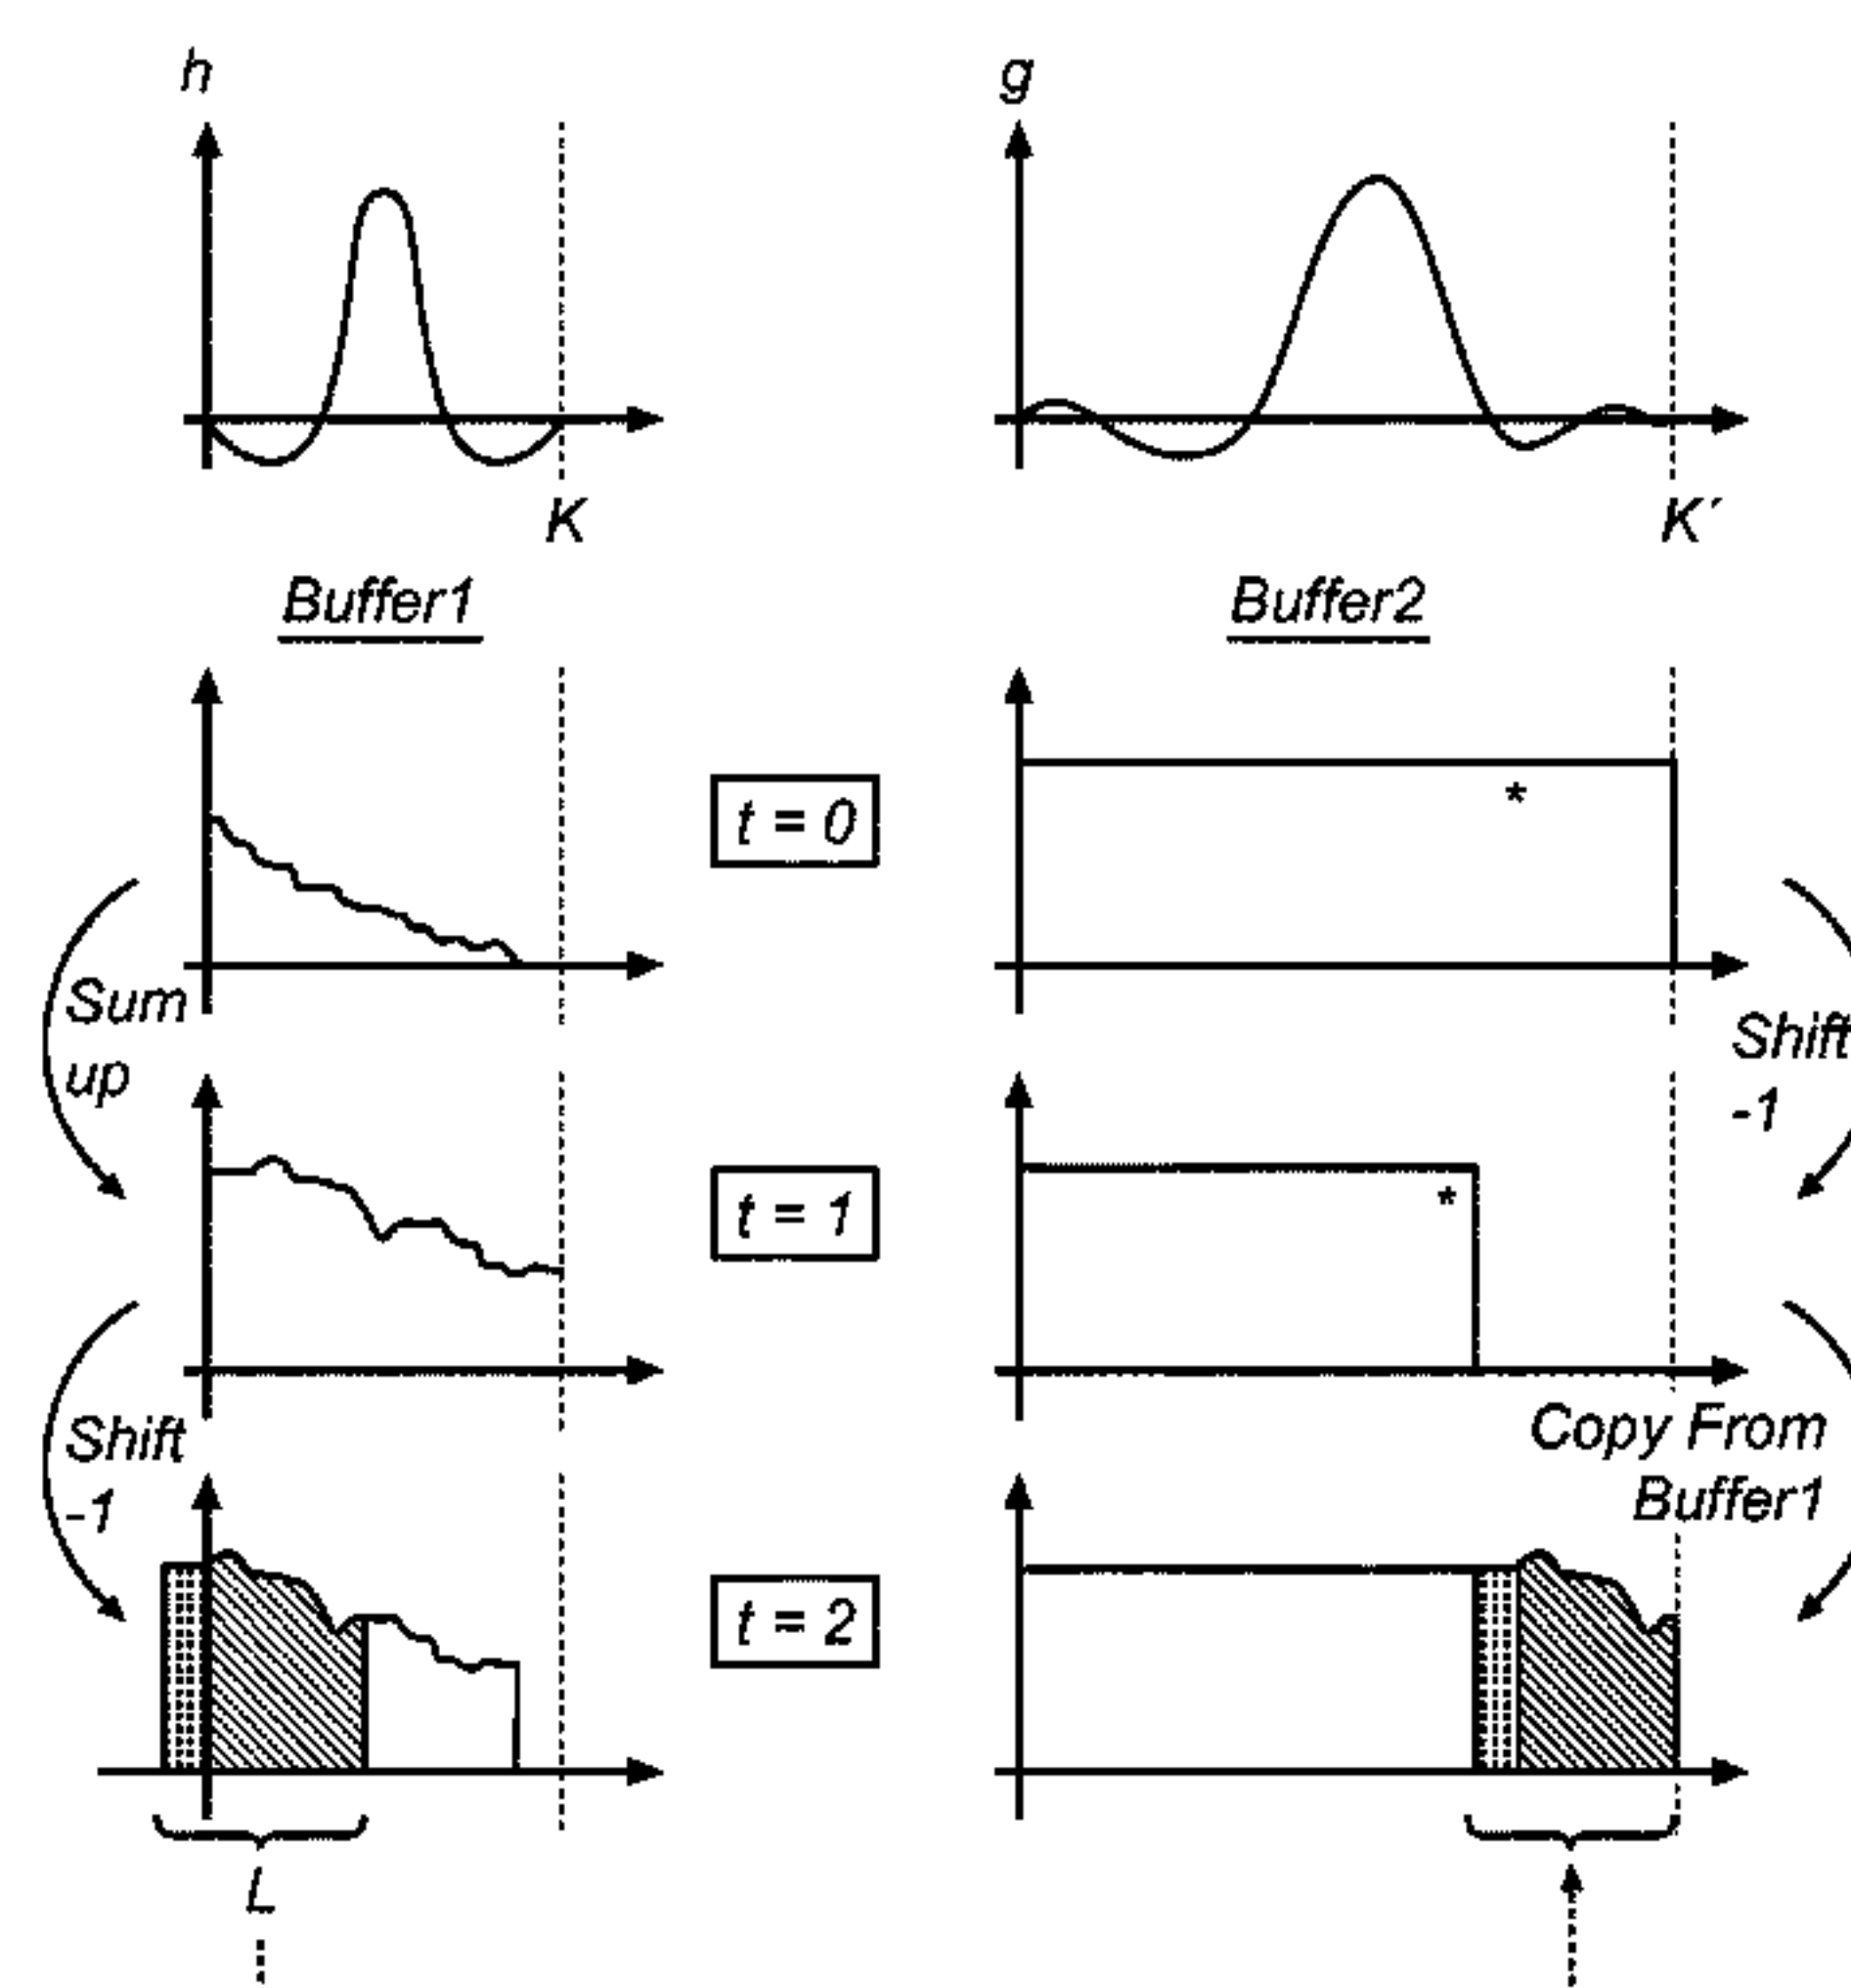 h
g
K
K´
Buffer1
Buffer2
t = 0
*
Sum
up
Shift
-1
t = 1
*
Shift
-1
Copy From
Buffer1
t = 2
L